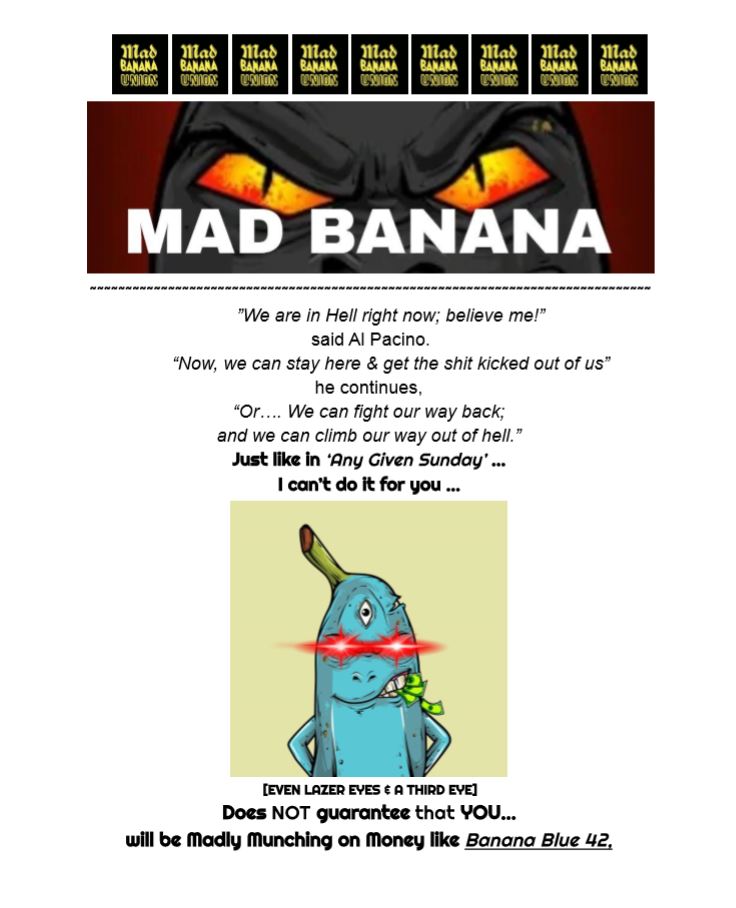 Mad BANANA UNION Mad BANANA UNION Mad BANANA UNION Mad BANANA UNION Mad BANANA UNION Mad BANANA UNION Mad BANANA UNION Mad BANANA UNION Mad BANANA UNION
MAD BANANA
~~~~~~~~~~~~~~~~~~~~~~~~~~~~~~~~~~~~~~~~~~~~~~~~~~~~~~~~~~~~~~~~~~~~~~~~~~~~~~~~
”We are in Hell right now; believe me!”
said Al Pacino.
“Now, we can stay here & get the shit kicked out of us”
he continues,
“Or…. We can fight our way back;
and we can climb our way out of hell.”
Just like in ‘Any Given Sunday’ ...
I can't do it for you ...
[EVEN LAZER EYES & A THIRD EYE]
Does NOT guarantee that YOU...
will be Madly Munching on Money like Banana Blue 42,